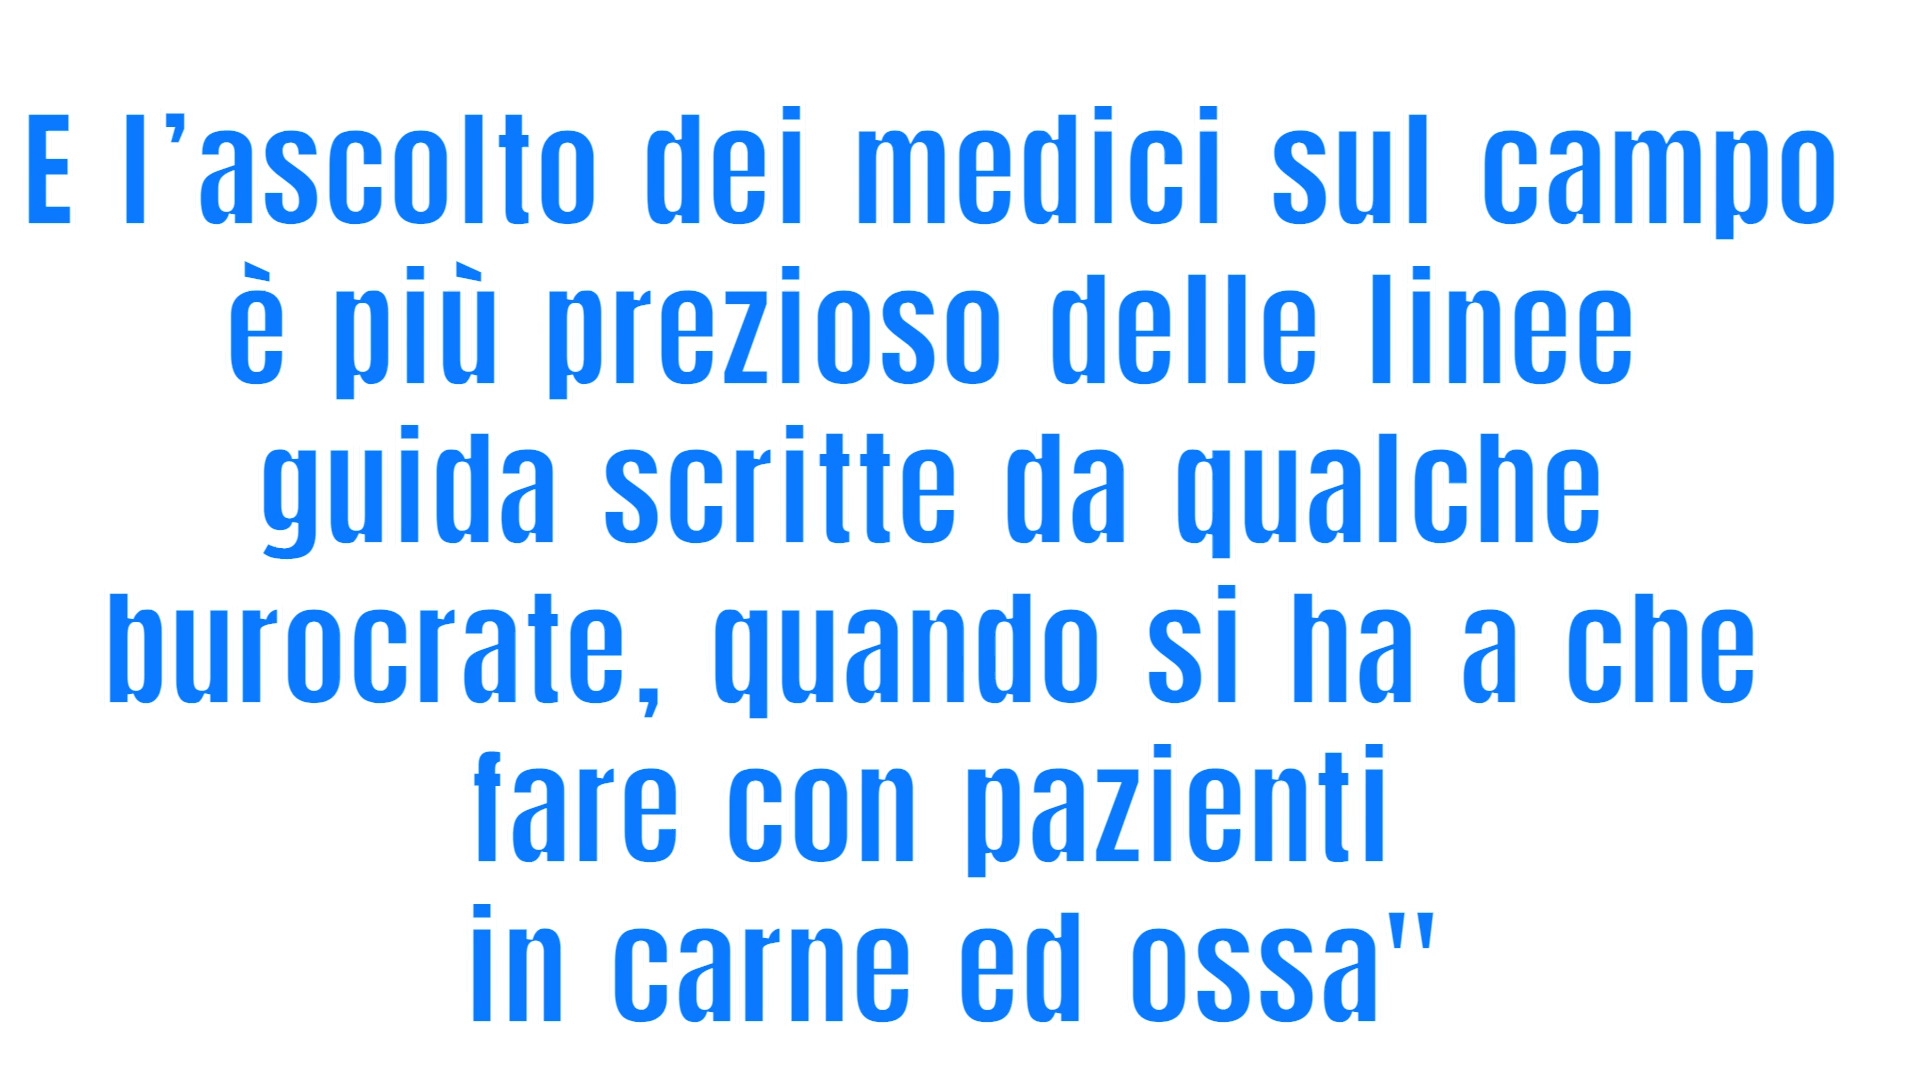 E l’ascolto dei medici sul campo
è più prezioso delle linee
guida scritte da qualche
burocrate, quando si ha a che
fare con pazienti
in carne ed ossa"